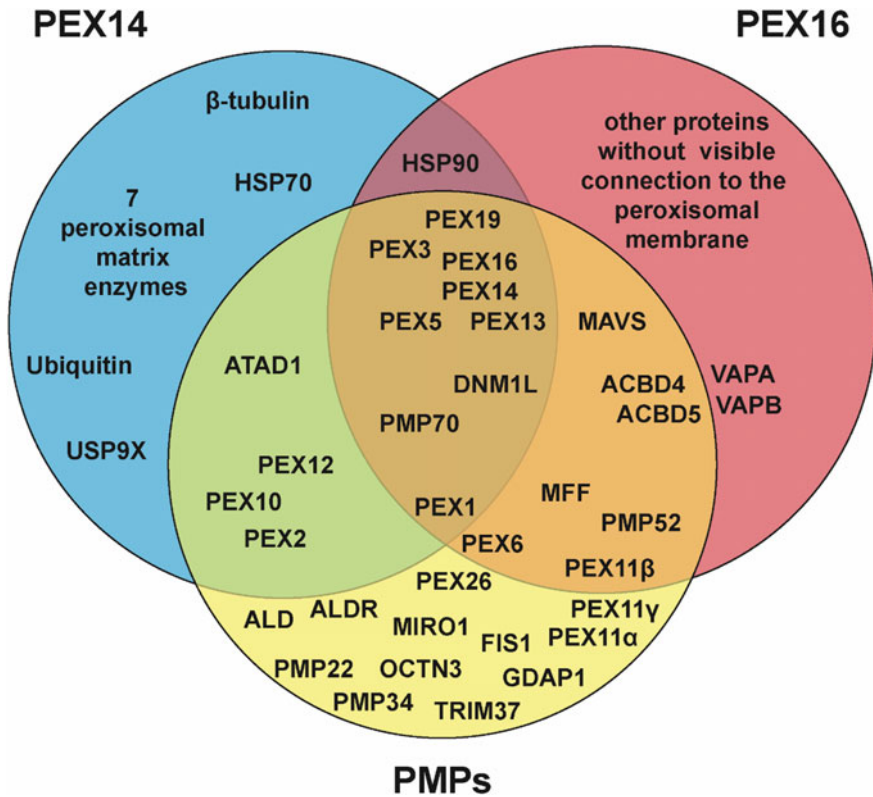 PEX14
PEX16
β-tubulin
HSP70
7
peroxisomal
matrix
enzymes
Ubiquitin
USP9X
HSP90
other proteins
without visible
connection to the
peroxisomal
membrane
PEX19
PEX3
PEX16
PEX14
PEX5
PEX13
DNM1L
PMP70
PEX1
MAVS
ACBD4
ACBD5
VAPA
VAPB
MFF
PMP52
PEX6
PEX11β
ATAD1
PEX12
PEX10
PEX2
PEX26
ALD
ALDR
MIRO1
FIS1
PEX11γ
PEX11α
PMP22
OCTN3
GDAP1
PMP34
TRIM37
PMPs